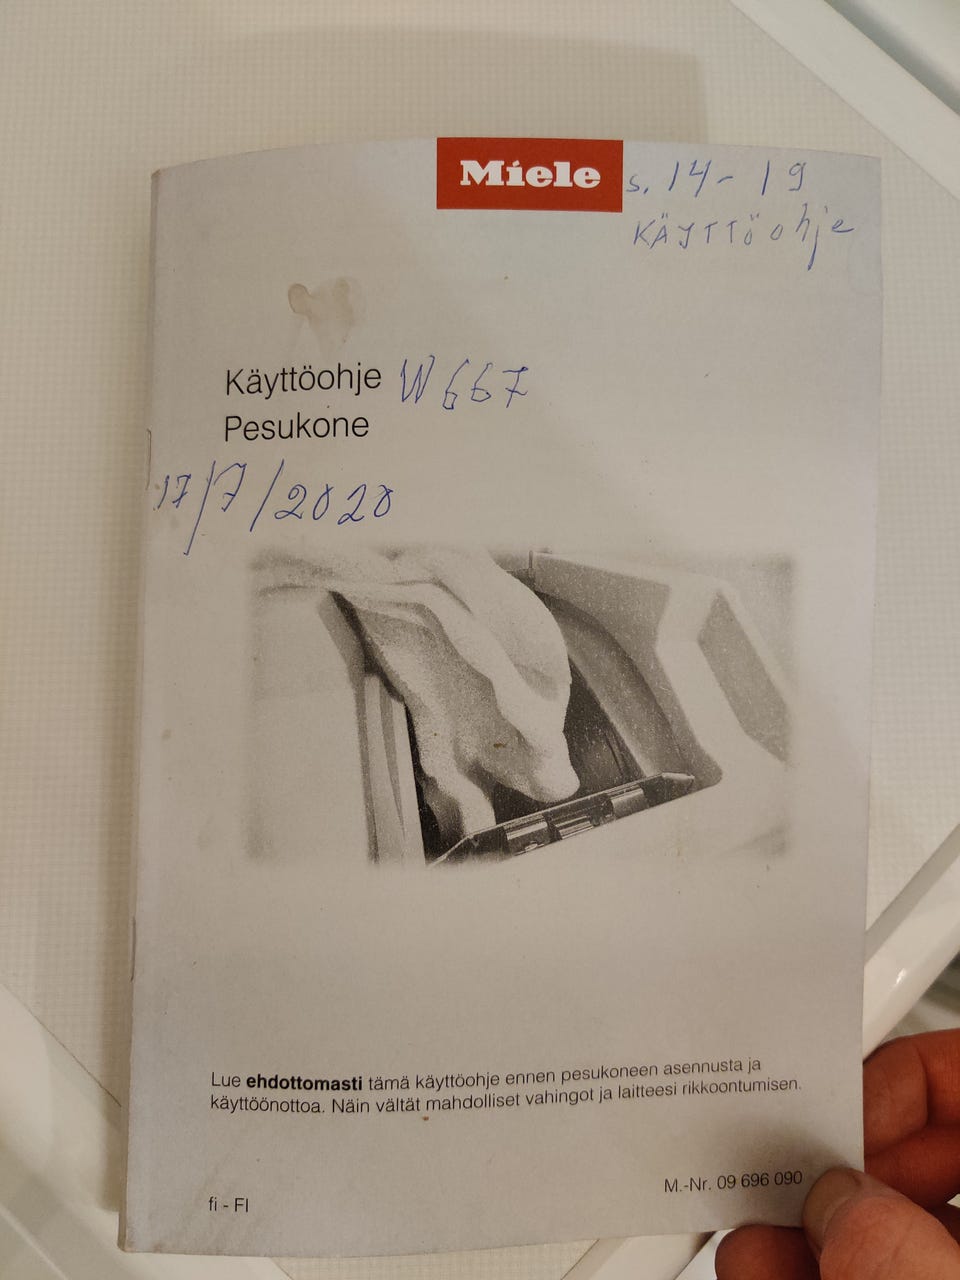 Miele
s. 14 - 19
KÄYTTÖohje
Käyttöohje W 667
Pesukone
17/7/2020
Lue ehdottomasti tämä käyttöohje ennen pesukoneen asennusta ja
käyttöönottoa. Näin vältät mahdolliset vahingot ja laitteesi rikkoontumisen.
fi - FI
M.-Nr. 09 696 090